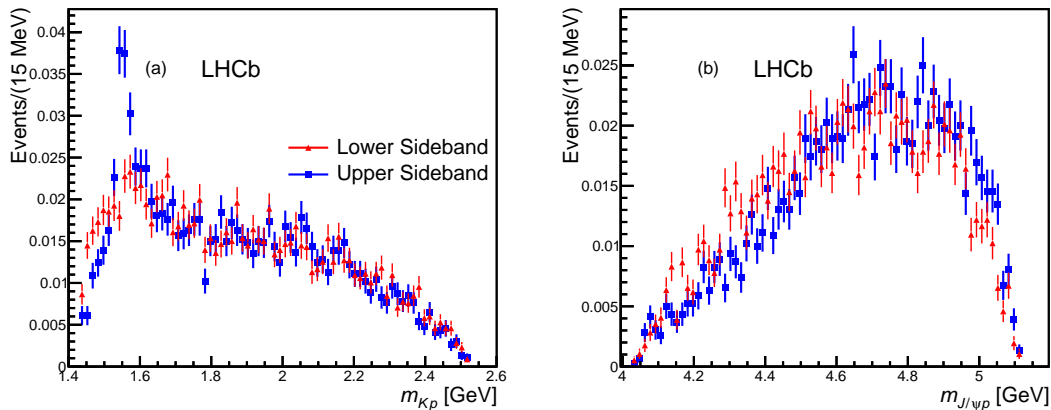 Events/(15 MeV)
0.04
0.035
0.03
0.025
0.02
0.015
0.01
0.005
0
(a) LHCb
Lower Sideband
Upper Sideband
1.4 1.6 1.8 2 2.2 2.4 2.6
m_{Kp} [GeV]
Events/(15 MeV)
0.025
0.02
0.015
0.01
0.005
0
(b) LHCb
4 4.2 4.4 4.6 4.8 5
m_{J/ψp} [GeV]